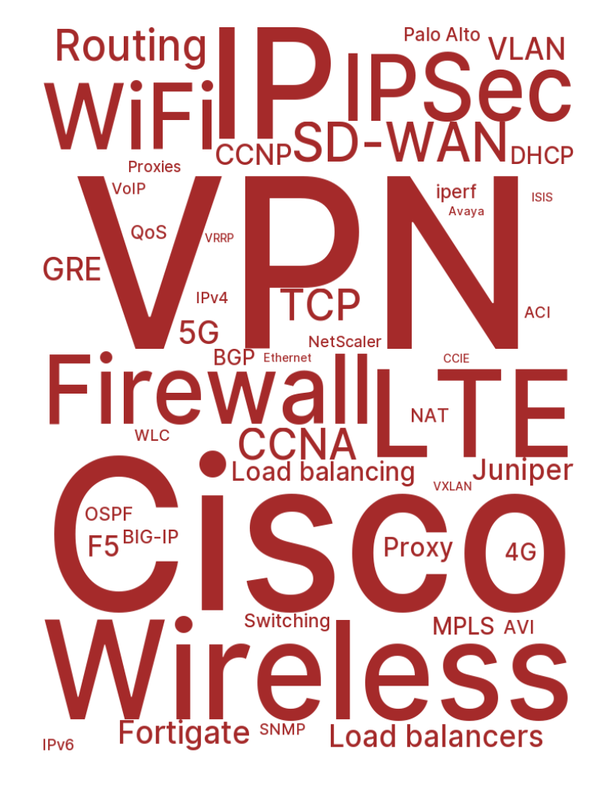 Routing
IP
Palo Alto
VLAN
WiFi
IPSec
CCNP
SD-WAN
DHCP
Proxies
VPN
VoIP
iperf
ISIS
Avaya
QoS
VRRP
GRE
IPv4
TCP
ACI
5G
NetScaler
BGP
Ethernet
CCIE
Firewall
LTE
NAT
WLC
CCNA
Load balancing
Juniper
VXLAN
Cisco
OSPF
F5
BIG-IP
Proxy
4G
Switching
MPLS
AVI
Wireless
Fortigate
SNMP
Load balancers
IPv6